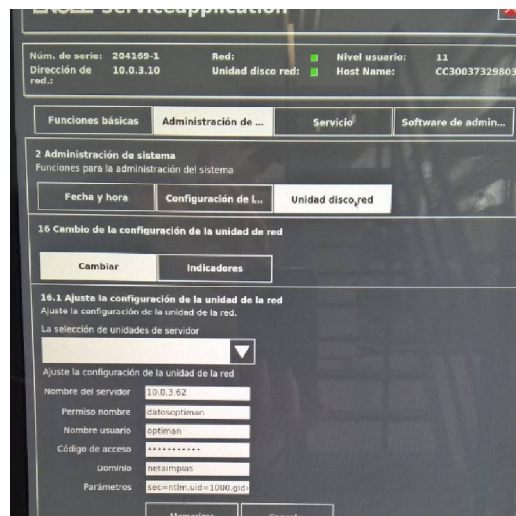 Serviceapplication
Núm. de serie: 204169-1 Red: Nivel usuario: 11
Dirección de red.: 10.0.3.10 Unidad disco red: Host Name: CC30037329803
Funciones básicas Administración de ... Servicio Software de admin...
2 Administración de sistema
Funciones para la administración del sistema
Fecha y hora Configuración de l... Unidad disco red
16 Cambio de la configuración de la unidad de red
Cambiar Indicadores
16.1 Ajuste la configuración de la unidad de la red
Ajuste la configuración de la unidad de la red.
La selección de unidades de servidor
Ajuste la configuración de la unidad de la red
Nombre del servidor 10.0.3.62
Permiso nombre datosoptiman
Nombre usuario optiman
Código de acceso ***********
Dominio netaimplas
Parámetros sec=ntlm,uid=1000,gid=
Memorizar